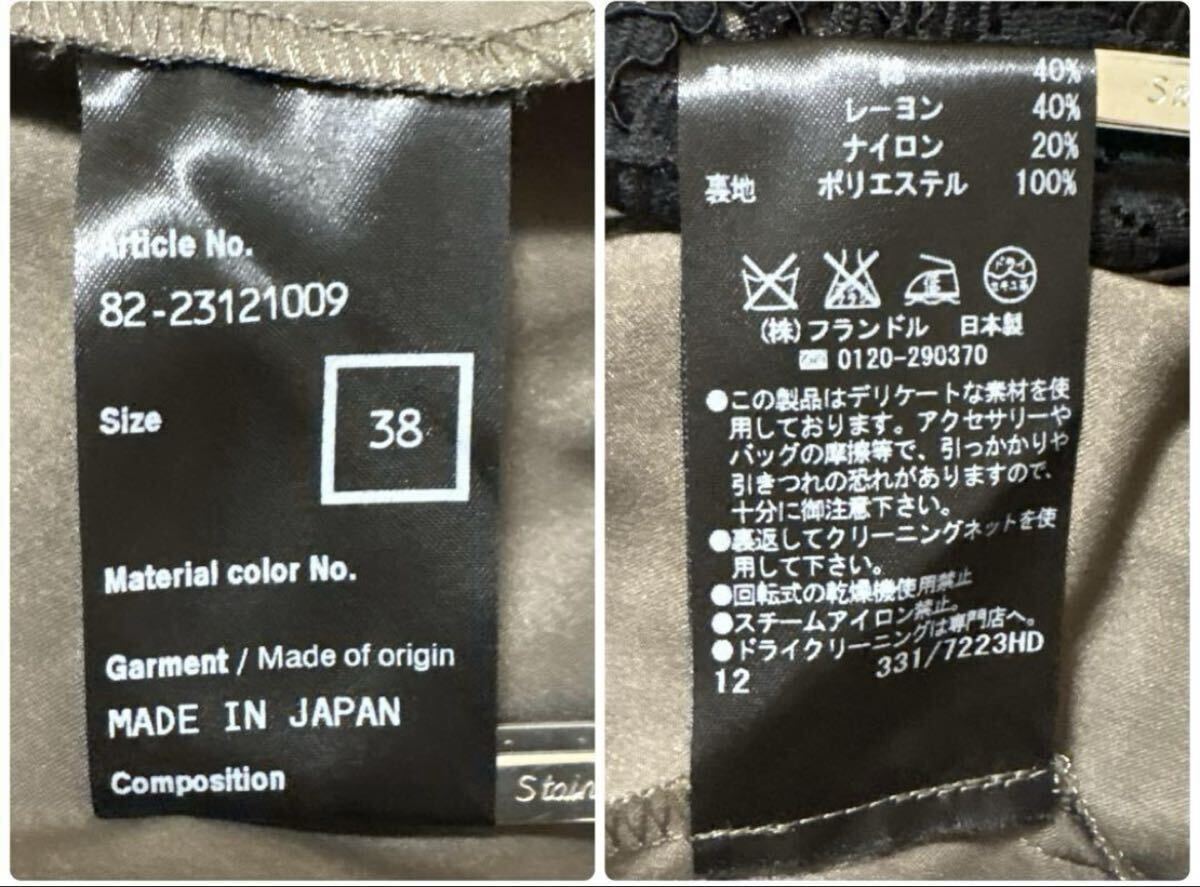 Article No.
82-23121009
Size
38
Material color No.
Garment / Made of origin
MADE IN JAPAN
Composition
Stain
表地 綿 40%
レーヨン 40%
ナイロン 20%
裏地 ポリエステル 100%
ドライ
セキユ系
低
(株)フランドル 日本製
0120-290370
●この製品はデリケートな素材を使
用しております。アクセサリーや
バッグの摩擦等で、引っかかりや
引きつれの恐れがありますので、
十分に御注意下さい。
●裏返してクリーニングネットを使
用して下さい。
●回転式の乾燥機使用禁止
●スチームアイロン禁止。
●ドライクリーニングは専門店へ。
331/7223HD
12